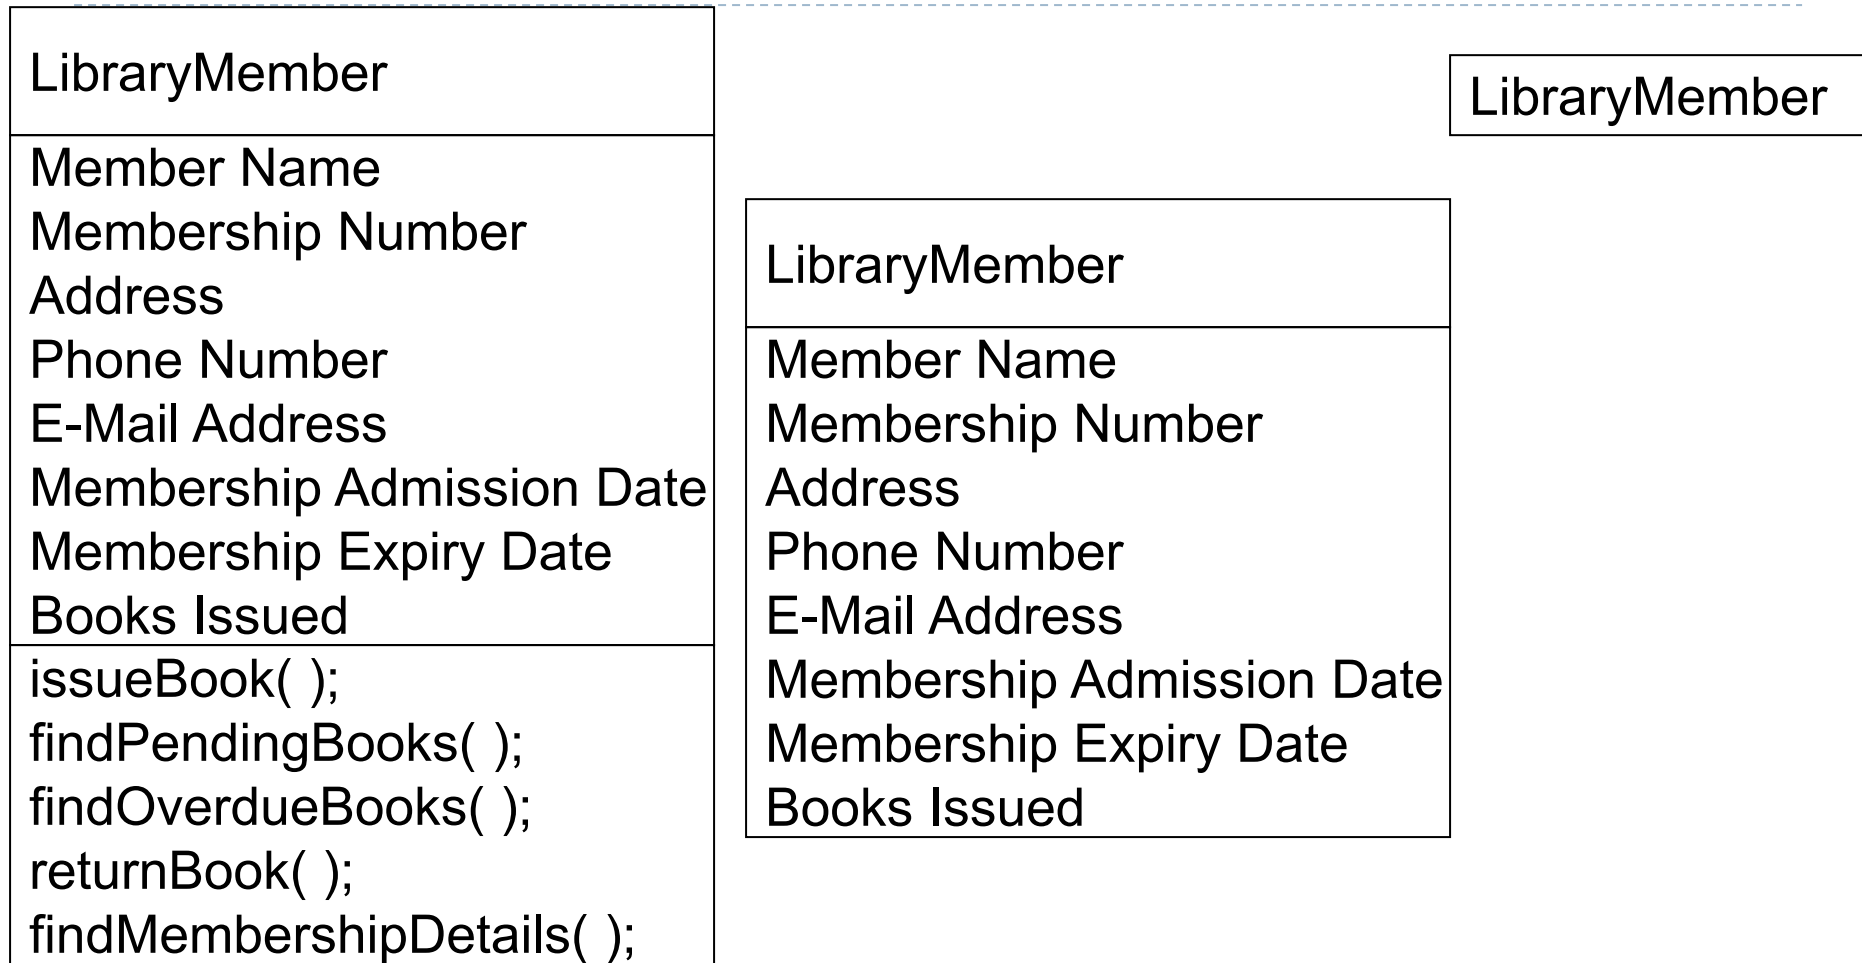 LibraryMember
Member Name
Membership Number
Address
Phone Number
E-Mail Address
Membership Admission Date
Membership Expiry Date
Books Issued
issueBook( );
findPendingBooks( );
findOverdueBooks( );
returnBook( );
findMembershipDetails( );
LibraryMember
Member Name
Membership Number
Address
Phone Number
E-Mail Address
Membership Admission Date
Membership Expiry Date
Books Issued
LibraryMember